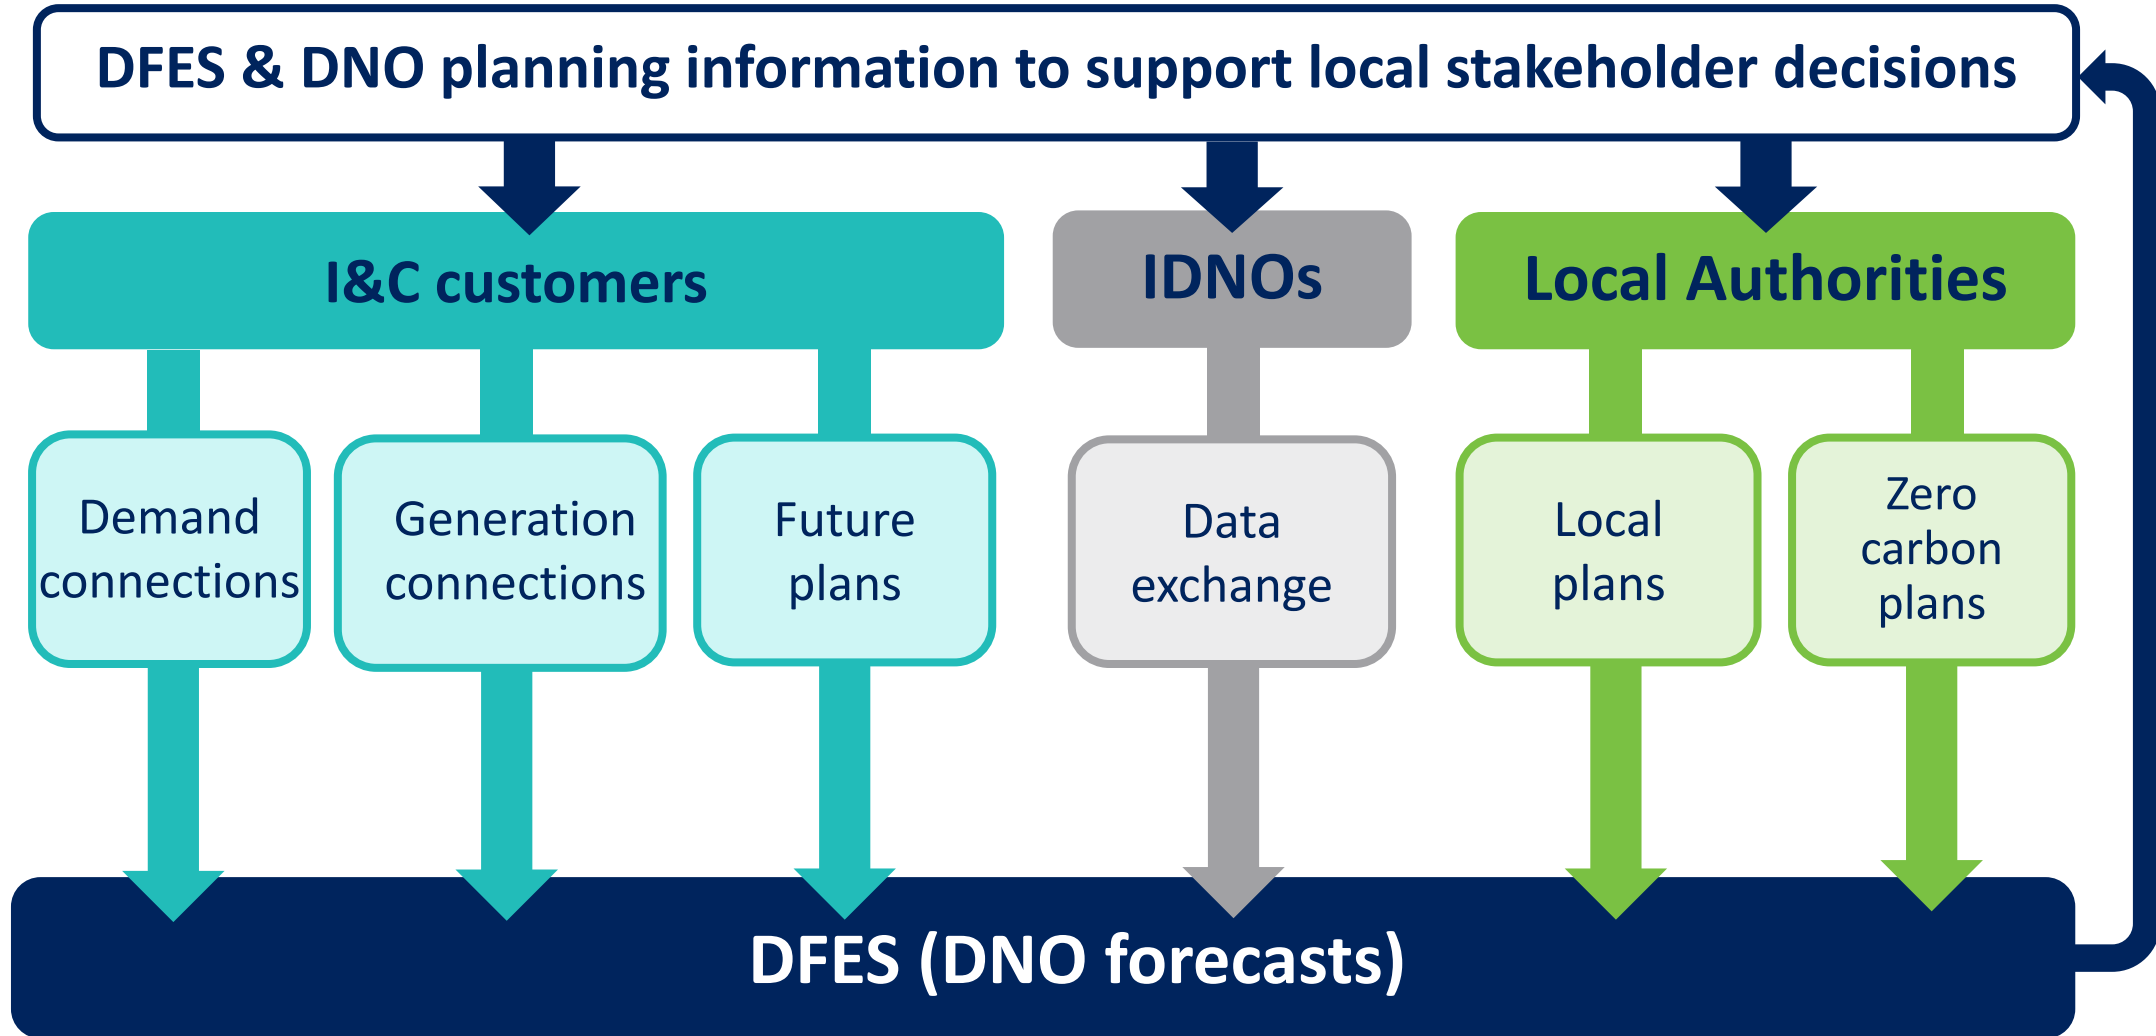 DFES & DNO planning information to support local stakeholder decisions
I&C customers
IDNOs
Local Authorities
Demand
connections
Generation
connections
Future
plans
Data
exchange
Local
plans
Zero
carbon
plans
DFES (DNO forecasts)